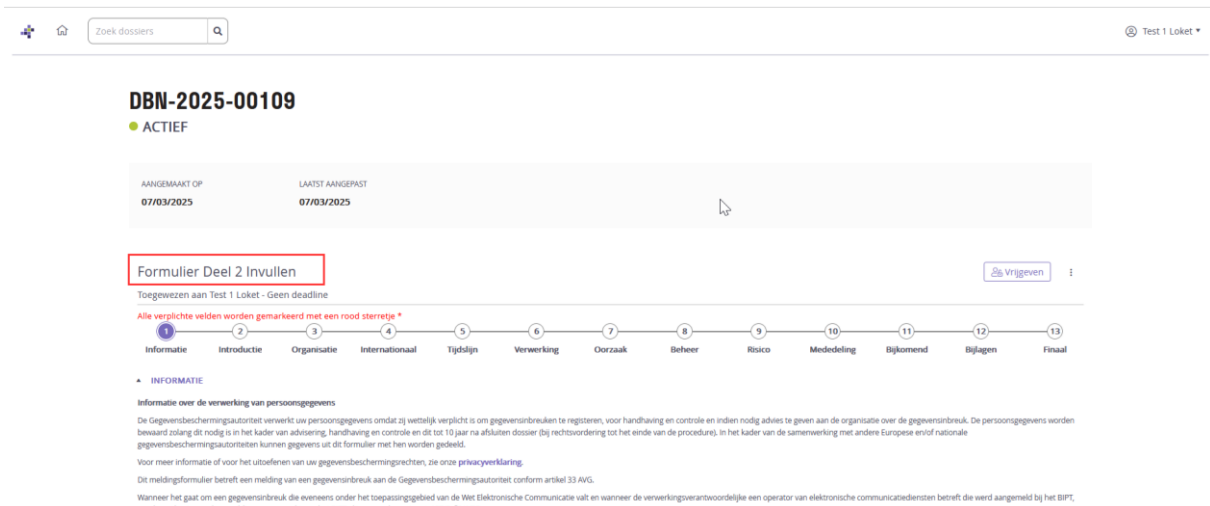 Zoek dossiers
Test 1 Loket
DBN-2025-00109
ACTIEF
AANGEMAAKT OP LAATST AANGEPAST
07/03/2025 07/03/2025
Formulier Deel 2 Invullen
Vrijgeven
Toegewezen aan Test 1 Loket - Geen deadline
Alle verplichte velden worden gemarkeerd met een rood sterretje *
1 2 3 4 5 6 7 8 9 10 11 12 13
Informatie Introductie Organisatie Internationaal Tijdslijn Verwerking Oorzaak Beheer Risico Mededeling Bijkomend Bijlagen Finaal
INFORMATIE
Informatie over de verwerking van persoonsgegevens
De Gegevensbeschermingsautoriteit verwerkt uw persoonsgegevens omdat zij wettelijk verplicht is om gegevensinbreuken te registeren, voor handhaving en controle en indien nodig advies te geven aan de organisatie over de gegevensinbreuk. De persoonsgegevens worden
bewaard zolang dit nodig is in het kader van advisering, handhaving en controle en dit tot 10 jaar na afsluiten dossier (bij rechtsvordering tot het einde van de procedure). In het kader van de samenwerking met andere Europese en/of nationale
gegevensbeschermingsautoriteiten kunnen gegevens uit dit formulier met hen worden gedeeld.
Voor meer informatie of voor het uitoefenen van uw gegevensbeschermingsrechten, zie onze privacyverklaring.
Dit meldingsformulier betreft een melding van een gegevensinbreuk aan de Gegevensbeschermingsautoriteit conform artikel 33 AVG.
Wanneer het gaat om een gegevensinbreuk die eveneens onder het toepassingsgebied van de Wet Elektronische Communicatie valt en wanneer de verwerkingsverantwoordelijke een operator van elektronische communicatiediensten betreft die werd aangemeld bij het BIPT,